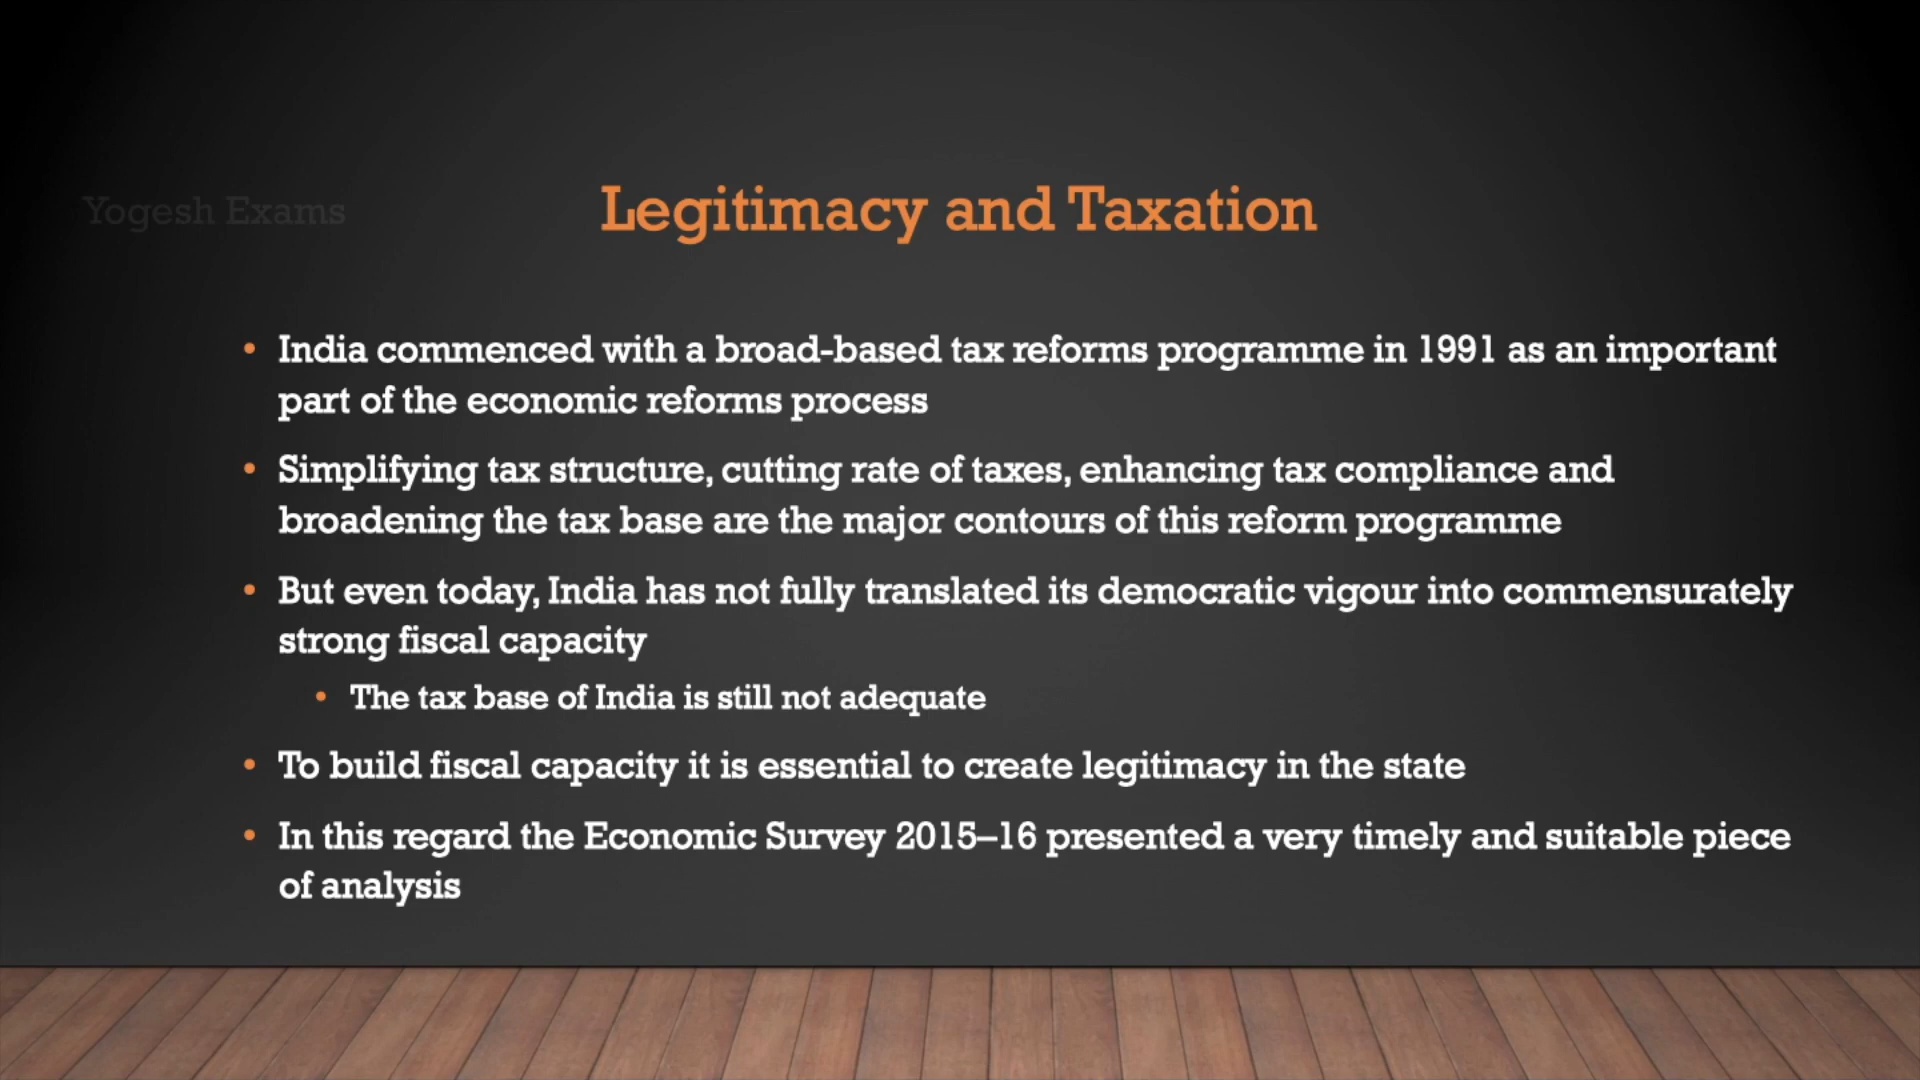 Yogesh Exams
Legitimacy and Taxation
• India commenced with a broad-based tax reforms programme in 1991 as an important
part of the economic reforms process
• Simplifying tax structure, cutting rate of taxes, enhancing tax compliance and
broadening the tax base are the major contours of this reform programme
• But even today, India has not fully translated its democratic vigour into commensurately
strong fiscal capacity
• The tax base of India is still not adequate
• To build fiscal capacity it is essential to create legitimacy in the state
• In this regard the Economic Survey 2015–16 presented a very timely and suitable piece
of analysis